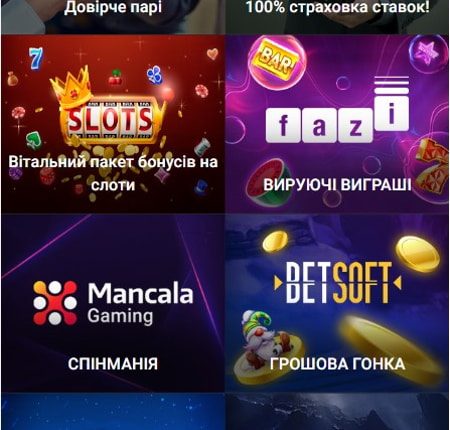 Довірче парі
100% страховка ставок!
7
BAR
SLOTS
Вітальний пакет бонусів на
слоти
fazi
ВИРУЮЧІ ВИГРАШІ
Mancala
Gaming
СПІНМАНІЯ
BETSOFT
ГРОШОВА ГОНКА